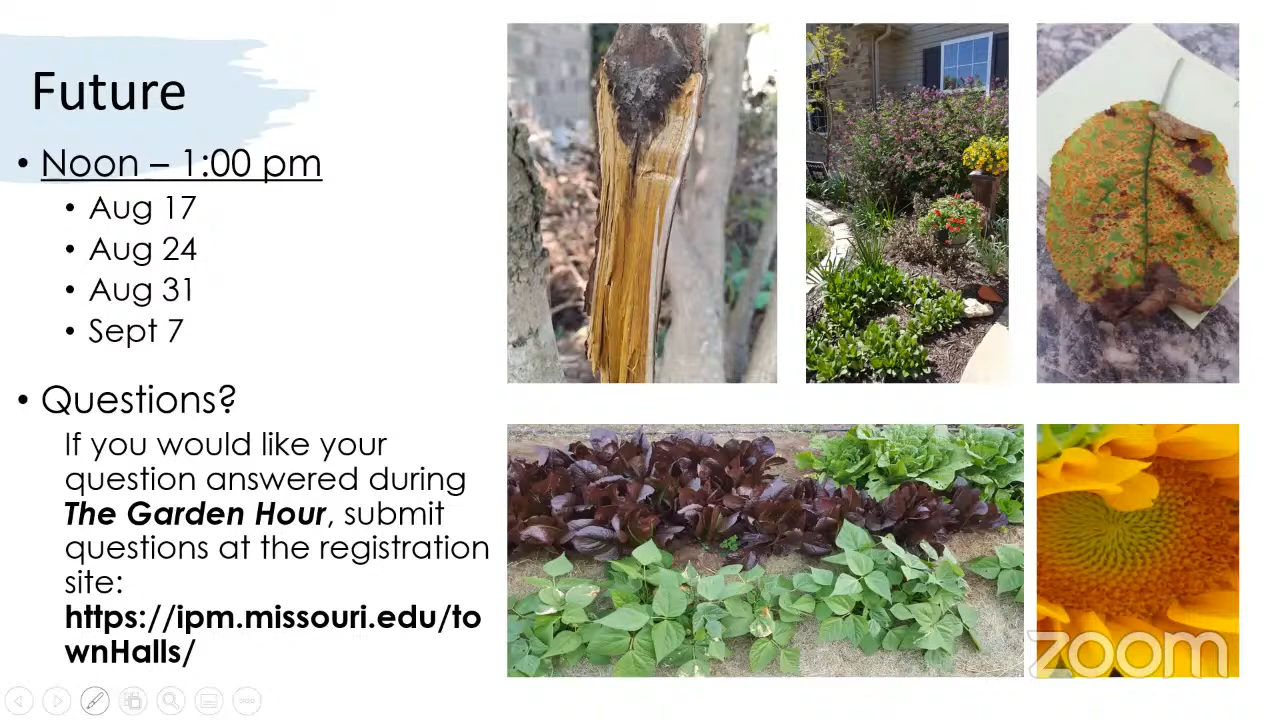 Future
• Noon – 1:00 pm
• Aug 17
• Aug 24
• Aug 31
• Sept 7
• Questions?
If you would like your
question answered during
The Garden Hour, submit
questions at the registration
site:
https://ipm.missouri.edu/to
wnHalls/
zoom